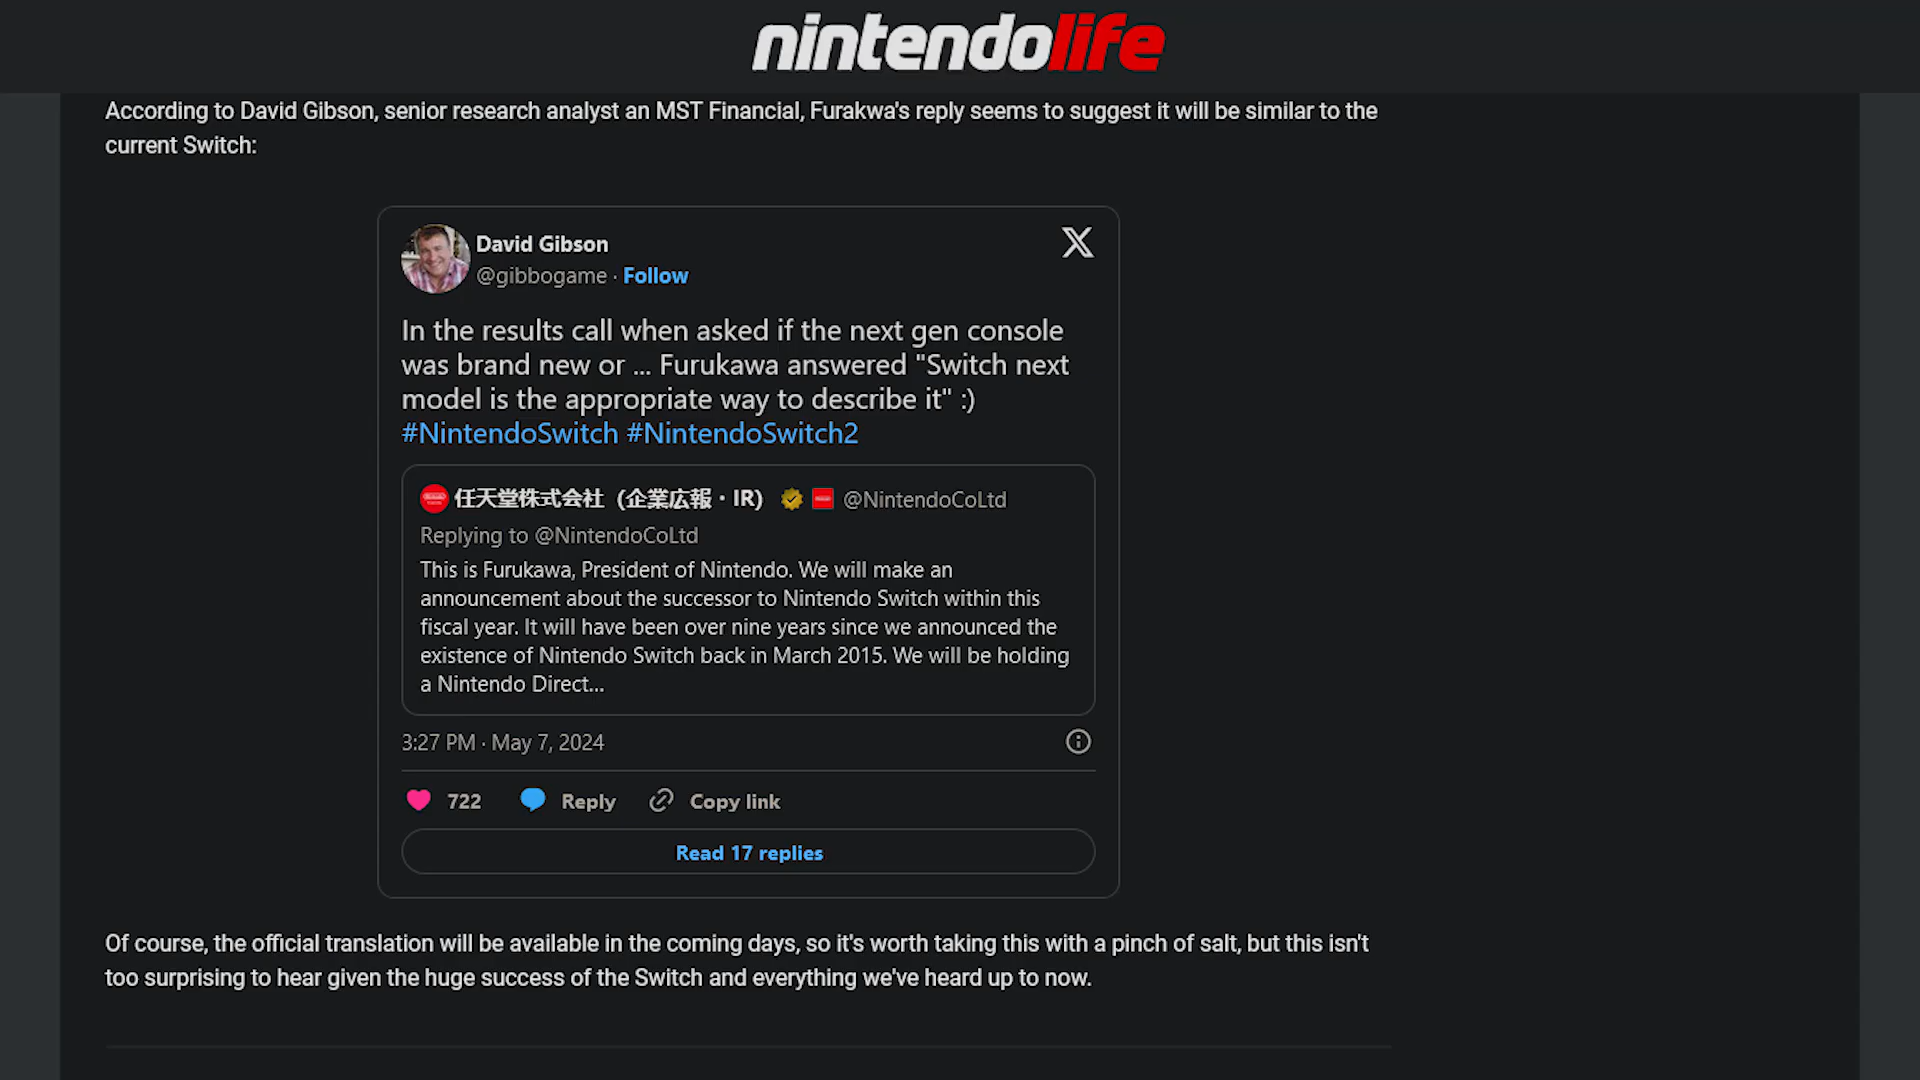 nintendolife
According to David Gibson, senior research analyst an MST Financial, Furakwa's reply seems to suggest it will be similar to the
current Switch:
David Gibson
@gibbogame · Follow
In the results call when asked if the next gen console
was brand new or ... Furukawa answered "Switch next
model is the appropriate way to describe it" :)
#NintendoSwitch #NintendoSwitch2
任天堂株式会社（企業広報・IR） @NintendoCoLtd
Replying to @NintendoCoLtd
This is Furukawa, President of Nintendo. We will make an
announcement about the successor to Nintendo Switch within this
fiscal year. It will have been over nine years since we announced the
existence of Nintendo Switch back in March 2015. We will be holding
a Nintendo Direct...
3:27 PM · May 7, 2024
722 Reply Copy link
Read 17 replies
Of course, the official translation will be available in the coming days, so it's worth taking this with a pinch of salt, but this isn't
too surprising to hear given the huge success of the Switch and everything we've heard up to now.